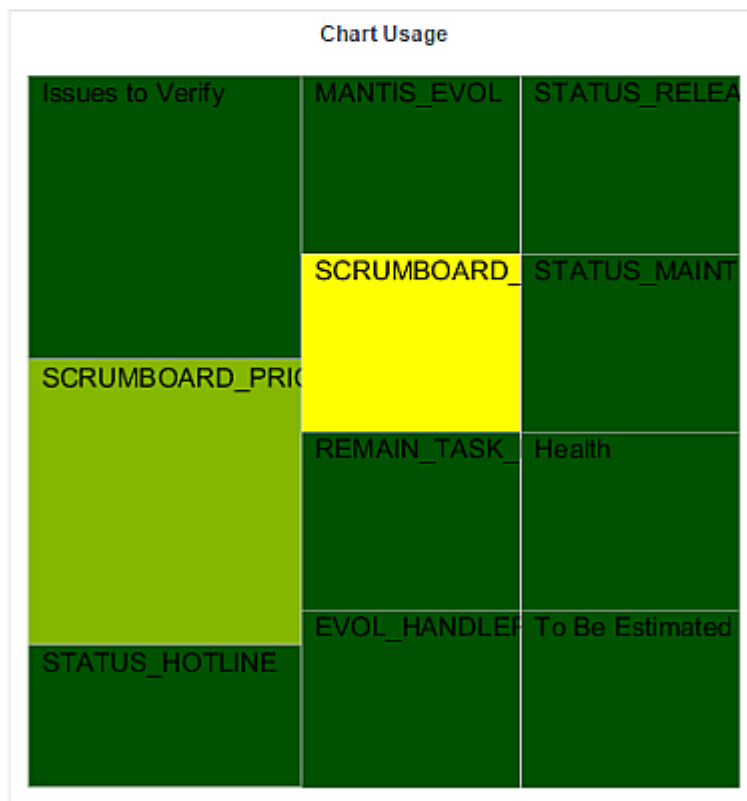 Chart Usage
Issues to Verify
MANTIS_EVOL
STATUS_RELEA
SCRUMBOARD_
STATUS_MAINT
SCRUMBOARD_PRIO
REMAIN_TASK_
Health
EVOL_HANDLER
To Be Estimated
STATUS_HOTLINE